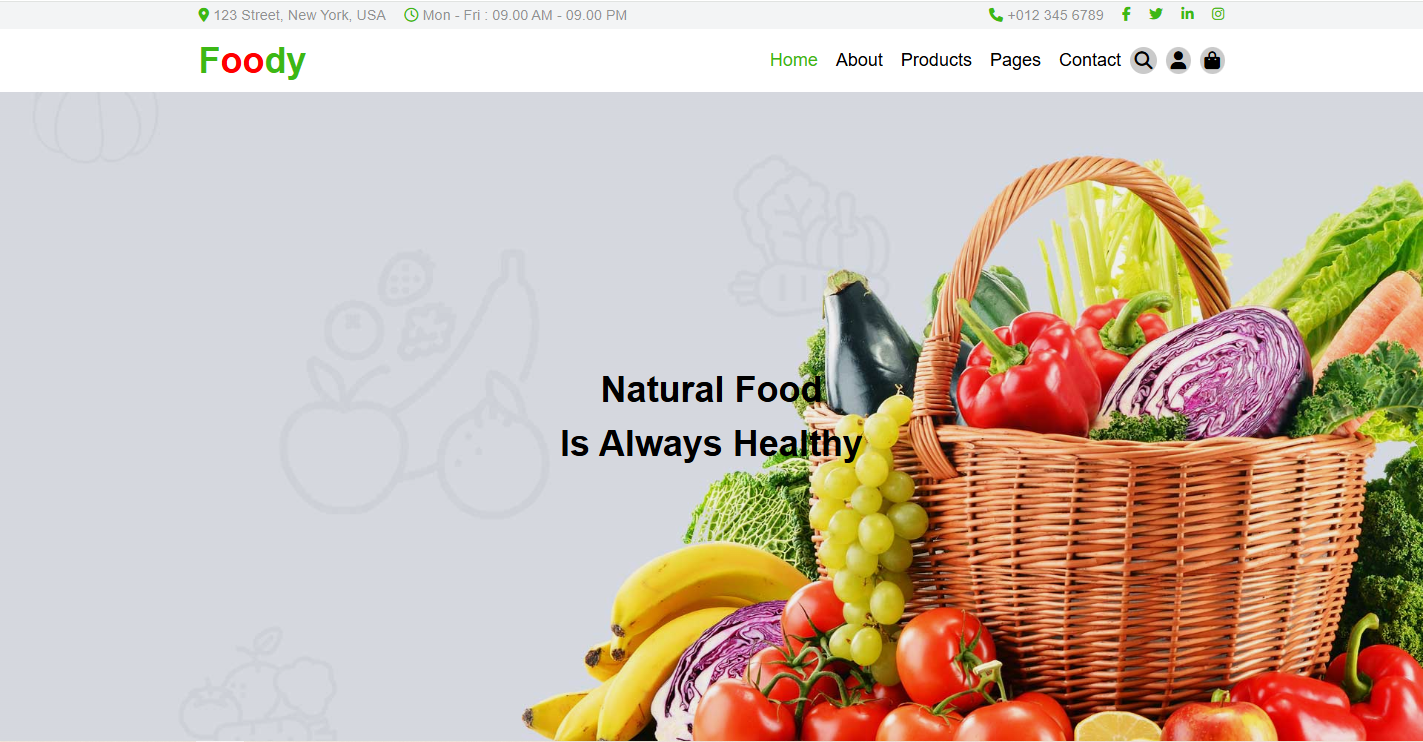 123 Street, New York, USA Mon - Fri : 09.00 AM - 09.00 PM +012 345 6789
Foody Home About Products Pages Contact
Natural Food
Is Always Healthy